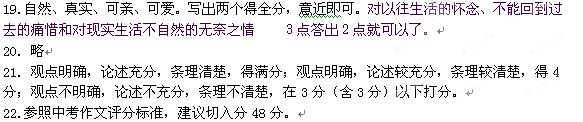 19.自然、真实、可亲、可爱。写出两个得全分，意近即可。对以往生活的怀念、不能回到过
去的痛惜和对现实生活不自然的无奈之情 3点答出2点就可以了。
20．略
21．观点明确，论述充分，条理清楚，得满分；观点明确，论述较充分，条理较清楚，得4
分；观点不明确，论述不充分，条理不清楚，在3分（含3分）以下打分。
22.参照中考作文评分标准，建议切入分48分。